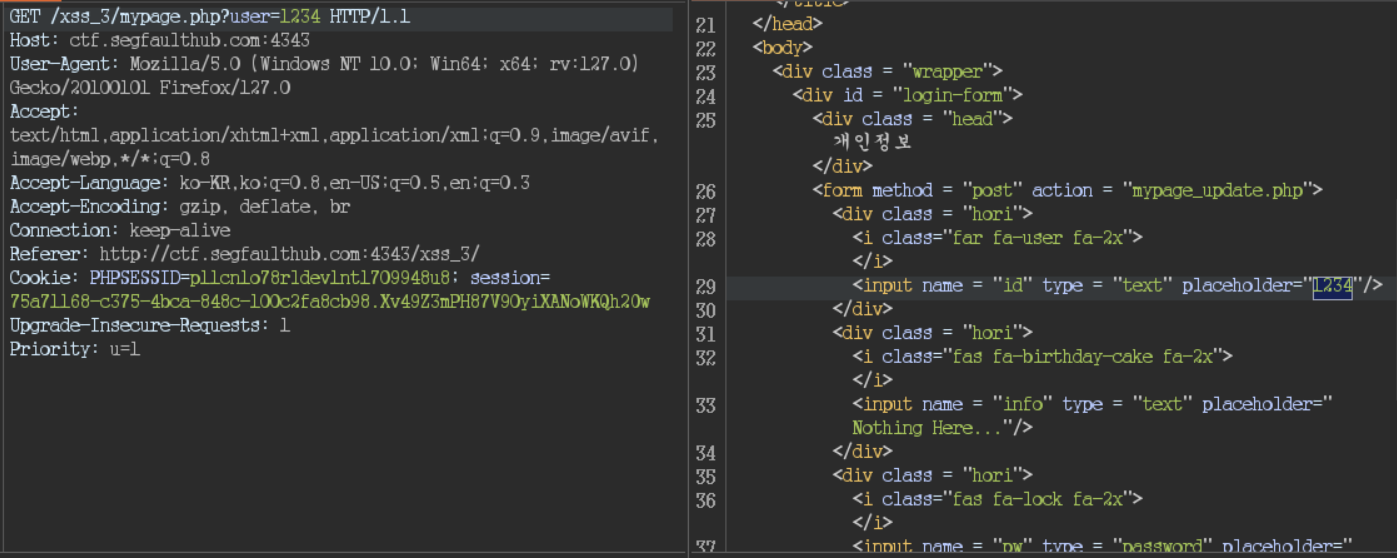 GET /xss_3/mypage.php?user=1234 HTTP/1.1
Host: ctf.segfaulthub.com:4343
User-Agent: Mozilla/5.0 (Windows NT 10.0; Win64; x64; rv:127.0)
Gecko/20100101 Firefox/127.0
Accept:
text/html,application/xhtml+xml,application/xml;q=0.9,image/avif,
image/webp,*/*;q=0.8
Accept-Language: ko-KR,ko;q=0.8,en-US;q=0.5,en;q=0.3
Accept-Encoding: gzip, deflate, br
Connection: keep-alive
Referer: http://ctf.segfaulthub.com:4343/xss_3/
Cookie: PHPSESSID=pl1cnlo78rldevlntl709948u8; session=
75a71168-c375-4bca-848c-100c2fa8cb98.Xv49Z3mPH87V9OyiXANoWKQh20w
Upgrade-Insecure-Requests: 1
Priority: u=1
</title>
21 </head>
22 <body>
23 <div class = "wrapper">
24 <div id = "login-form">
25 <div class = "head">
개인정보
</div>
26 <form method = "post" action = "mypage_update.php">
27 <div class = "hori">
28 <i class="far fa-user fa-2x">
</i>
29 <input name = "id" type = "text" placeholder="1234"/>
30 </div>
31 <div class = "hori">
32 <i class="fas fa-birthday-cake fa-2x">
</i>
33 <input name = "info" type = "text" placeholder="
Nothing Here..."/>
34 </div>
35 <div class = "hori">
36 <i class="fas fa-lock fa-2x">
</i>
37 <input name = "pw" type = "password" placeholder="